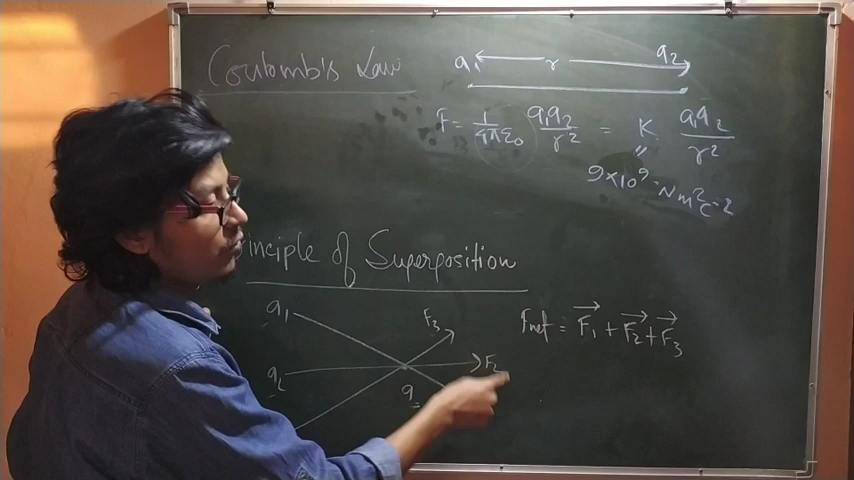 Coulomb's Law
q₁ r q₂
F = 1/4πε₀ q₁q₂/r² = K q₁q₂/r²
9×10⁹ Nm²C⁻²
inciple of Superposition
q₁ F₃
Fnet = F₁ + F₂ + F₃
q₂ F₂
q